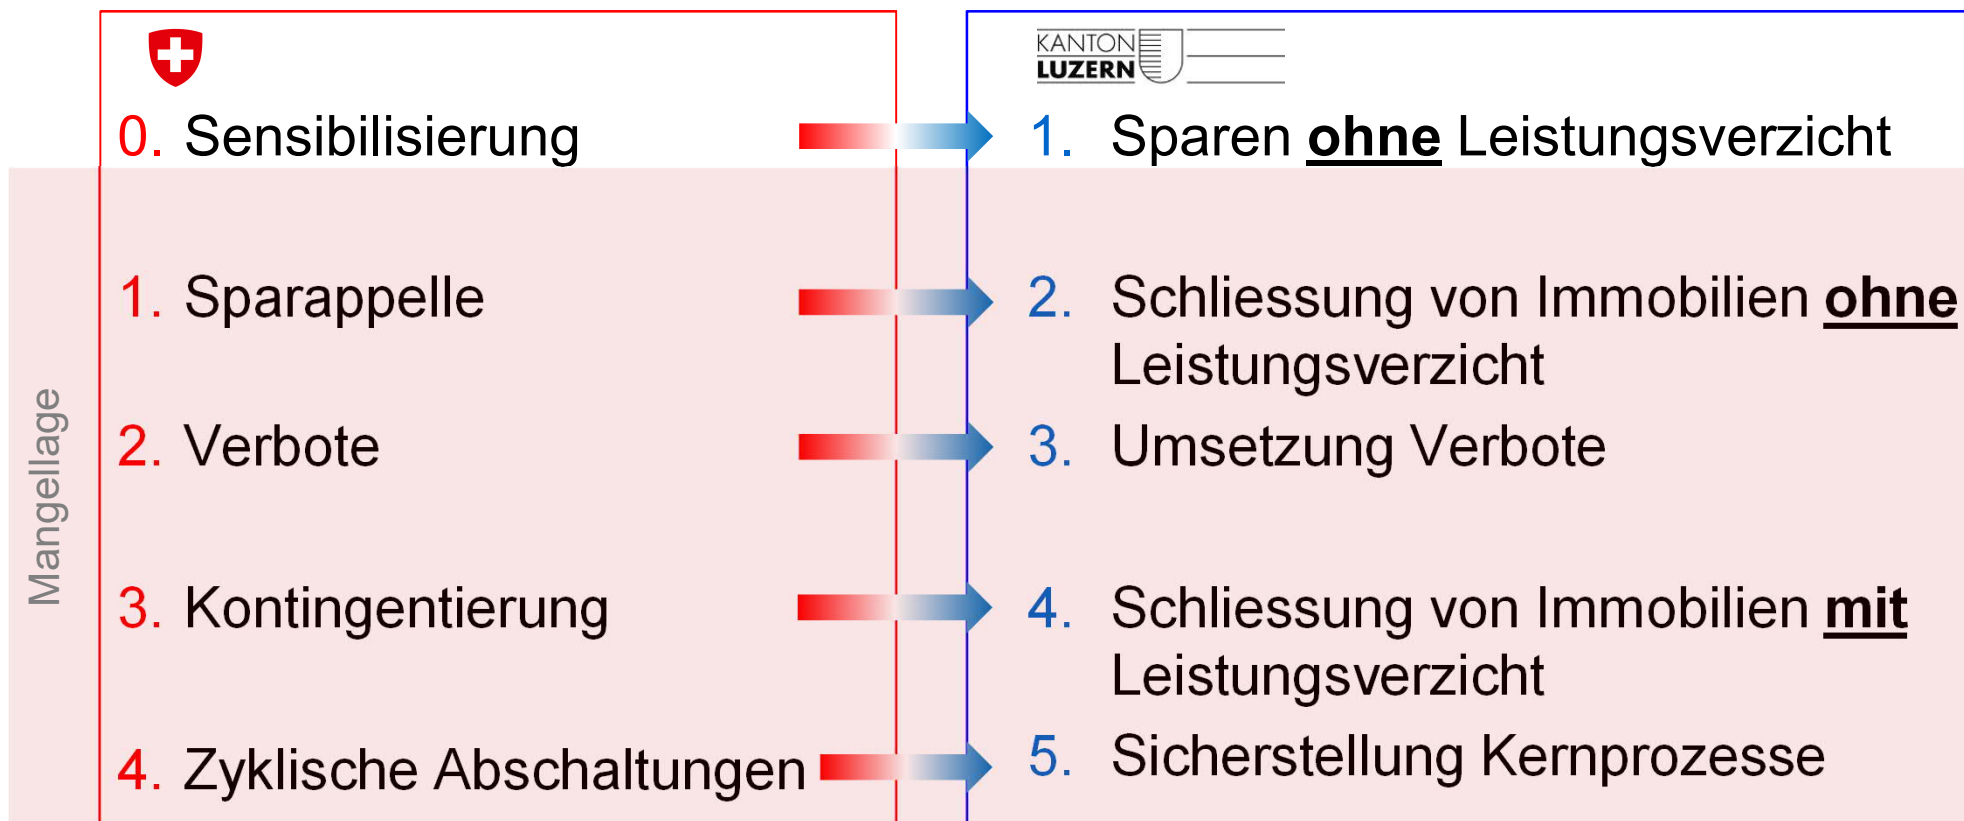 KANTON
LUZERN
0. Sensibilisierung
1. Sparen ohne Leistungsverzicht
Mangellage
1. Sparappelle
2. Schliessung von Immobilien ohne
Leistungsverzicht
2. Verbote
3. Umsetzung Verbote
3. Kontingentierung
4. Schliessung von Immobilien mit
Leistungsverzicht
4. Zyklische Abschaltungen
5. Sicherstellung Kernprozesse